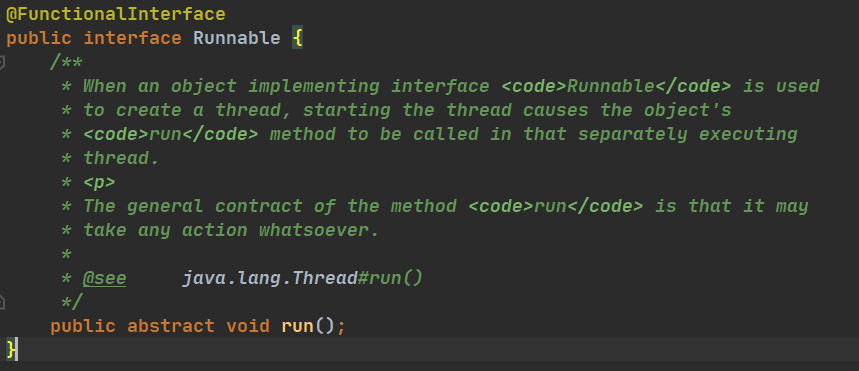 @FunctionalInterface
public interface Runnable {
    /**
     * When an object implementing interface <code>Runnable</code> is used
     * to create a thread, starting the thread causes the object's
     * <code>run</code> method to be called in that separately executing
     * thread.
     * <p>
     * The general contract of the method <code>run</code> is that it may
     * take any action whatsoever.
     *
     * @see     java.lang.Thread#run()
     */
    public abstract void run();
}